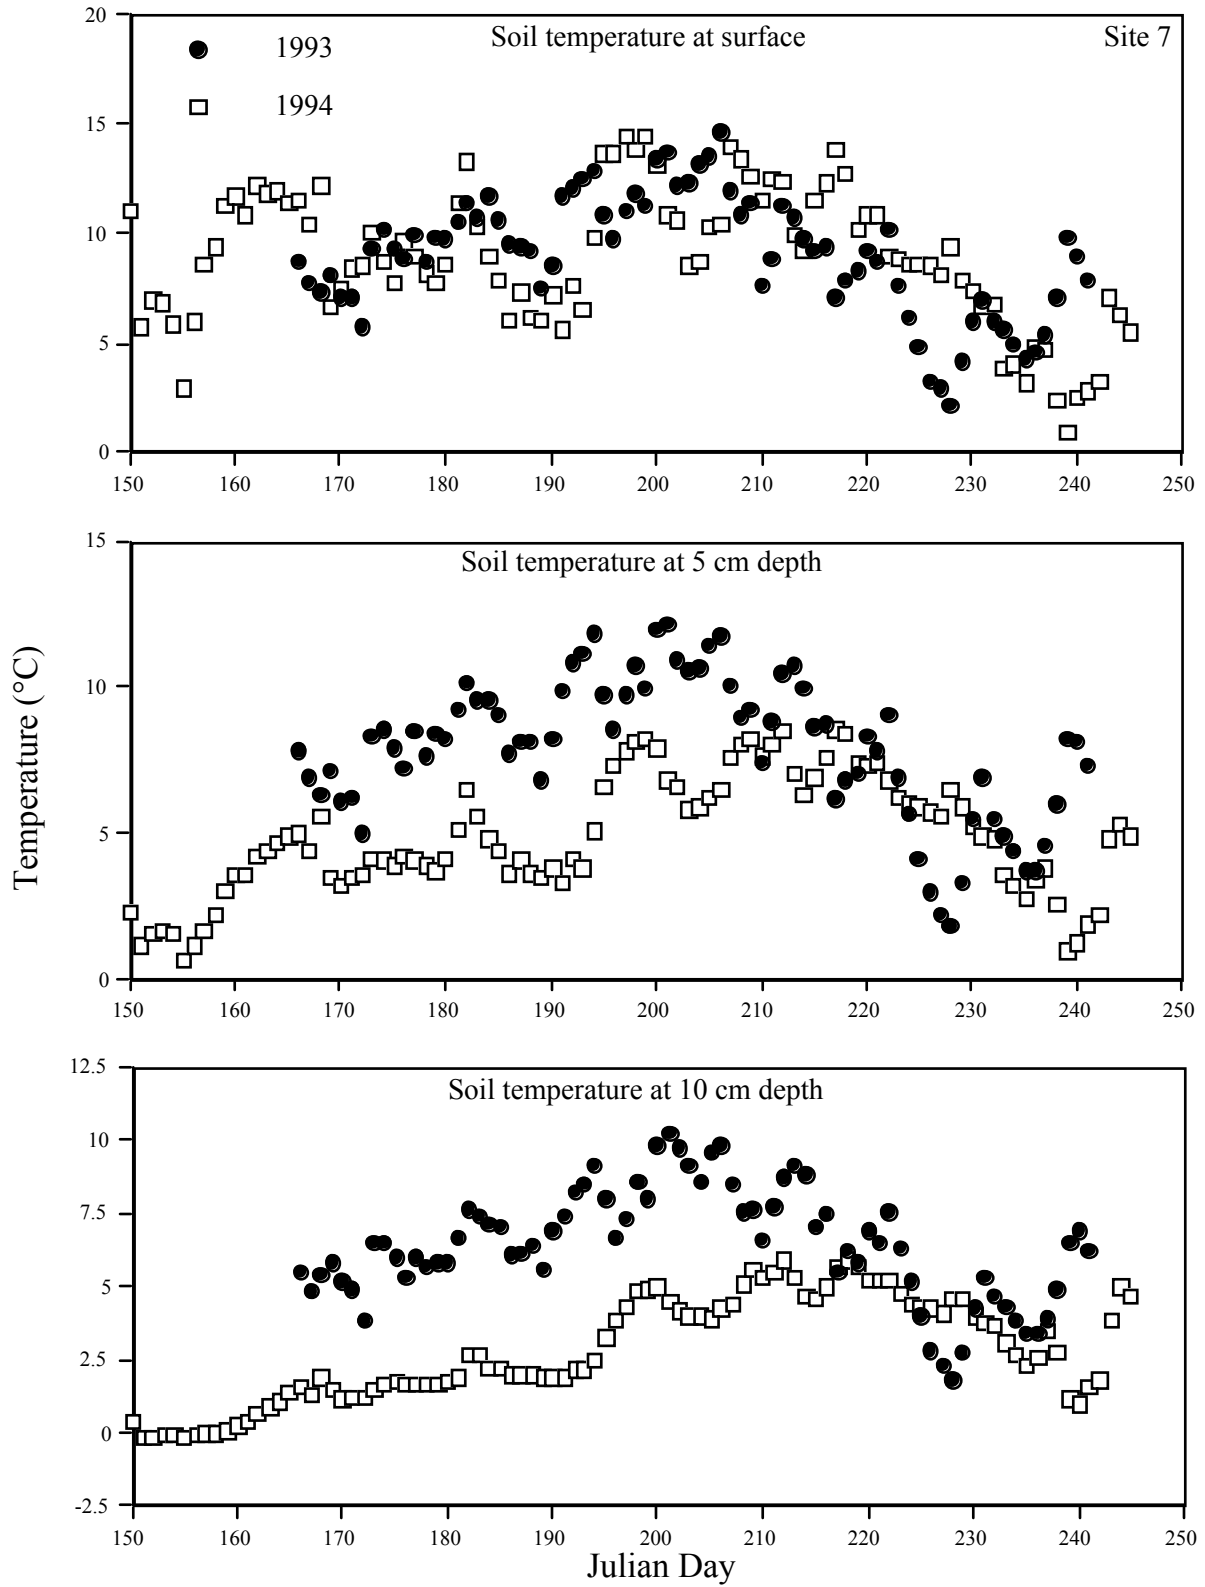 20
Soil temperature at surface
Site 7
1993
1994
15
10
5
0
150 160 170 180 190 200 210 220 230 240 250
15
Soil temperature at 5 cm depth
10
5
0
150 160 170 180 190 200 210 220 230 240 250
Temperature (°C)
12.5
Soil temperature at 10 cm depth
10
7.5
5
2.5
0
-2.5
150 160 170 180 190 200 210 220 230 240 250
Julian Day